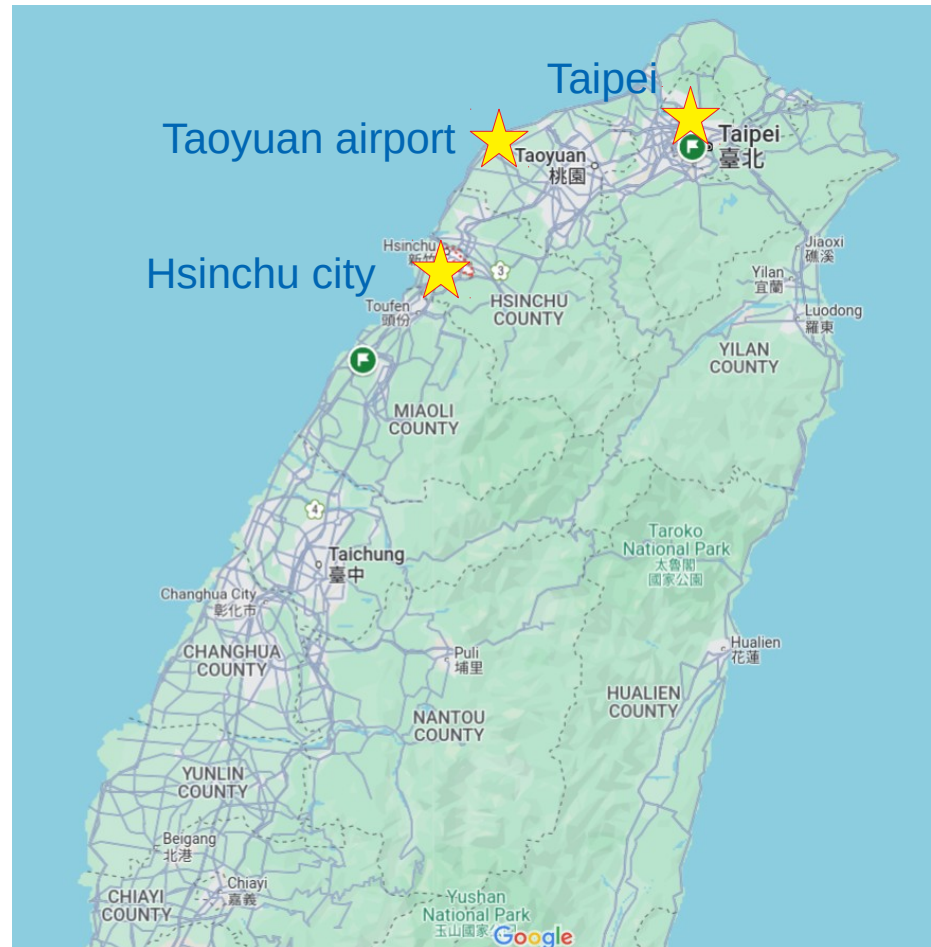 Taipei
Taoyuan airport
Taipei
臺北
Taoyuan
桃園
Hsinchu
新竹
Hsinchu city
3
Jiaoxi
礁溪
Yilan
宜蘭
HSINCHU
COUNTY
Toufen
頭份
Luodong
羅東
YILAN
COUNTY
MIAOLI
COUNTY
4
Taroko
National Park
太魯閣
國家公園
Taichung
臺中
Changhua City
彰化市
CHANGHUA
COUNTY
Puli
埔里
Hualien
花蓮
HUALIEN
COUNTY
NANTOU
COUNTY
YUNLIN
COUNTY
Beigang
北港
Chiayi
嘉義
CHIAYI
COUNTY
Yushan
National Park
玉山國家
Google